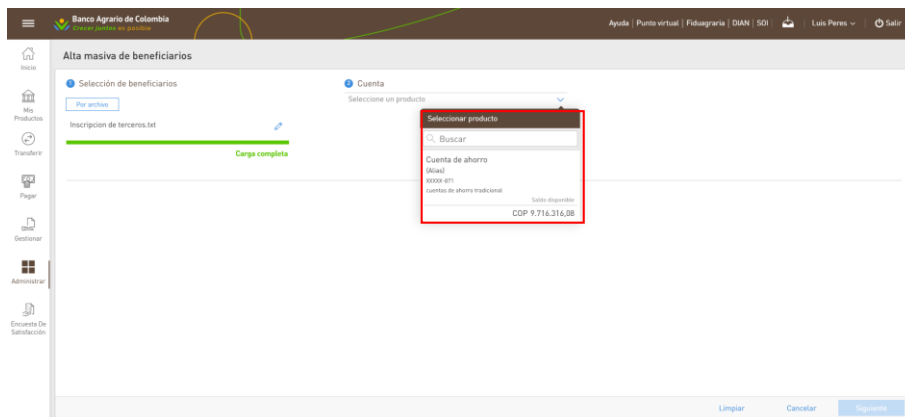 Banco Agrario de Colombia
Crecer juntos es posible
Ayuda | Punto virtual | Fiduagraria | DIAN | SOI | Luis Peres Salir
Inicio
Mis Productos
Transferir
Pagar
Gestionar
Administrar
Encuesta De Satisfacción
Alta masiva de beneficiarios
1 Selección de beneficiarios
Por archivo
Inscripcion de terceros.txt
Carga completa
2 Cuenta
Seleccione un producto
Seleccionar producto
Buscar
Cuenta de ahorro
(Alias)
XXXXX-071
cuentas de ahorro tradicional
Saldo disponible
COP 9.716.316,08
Limpiar Cancelar Siguiente